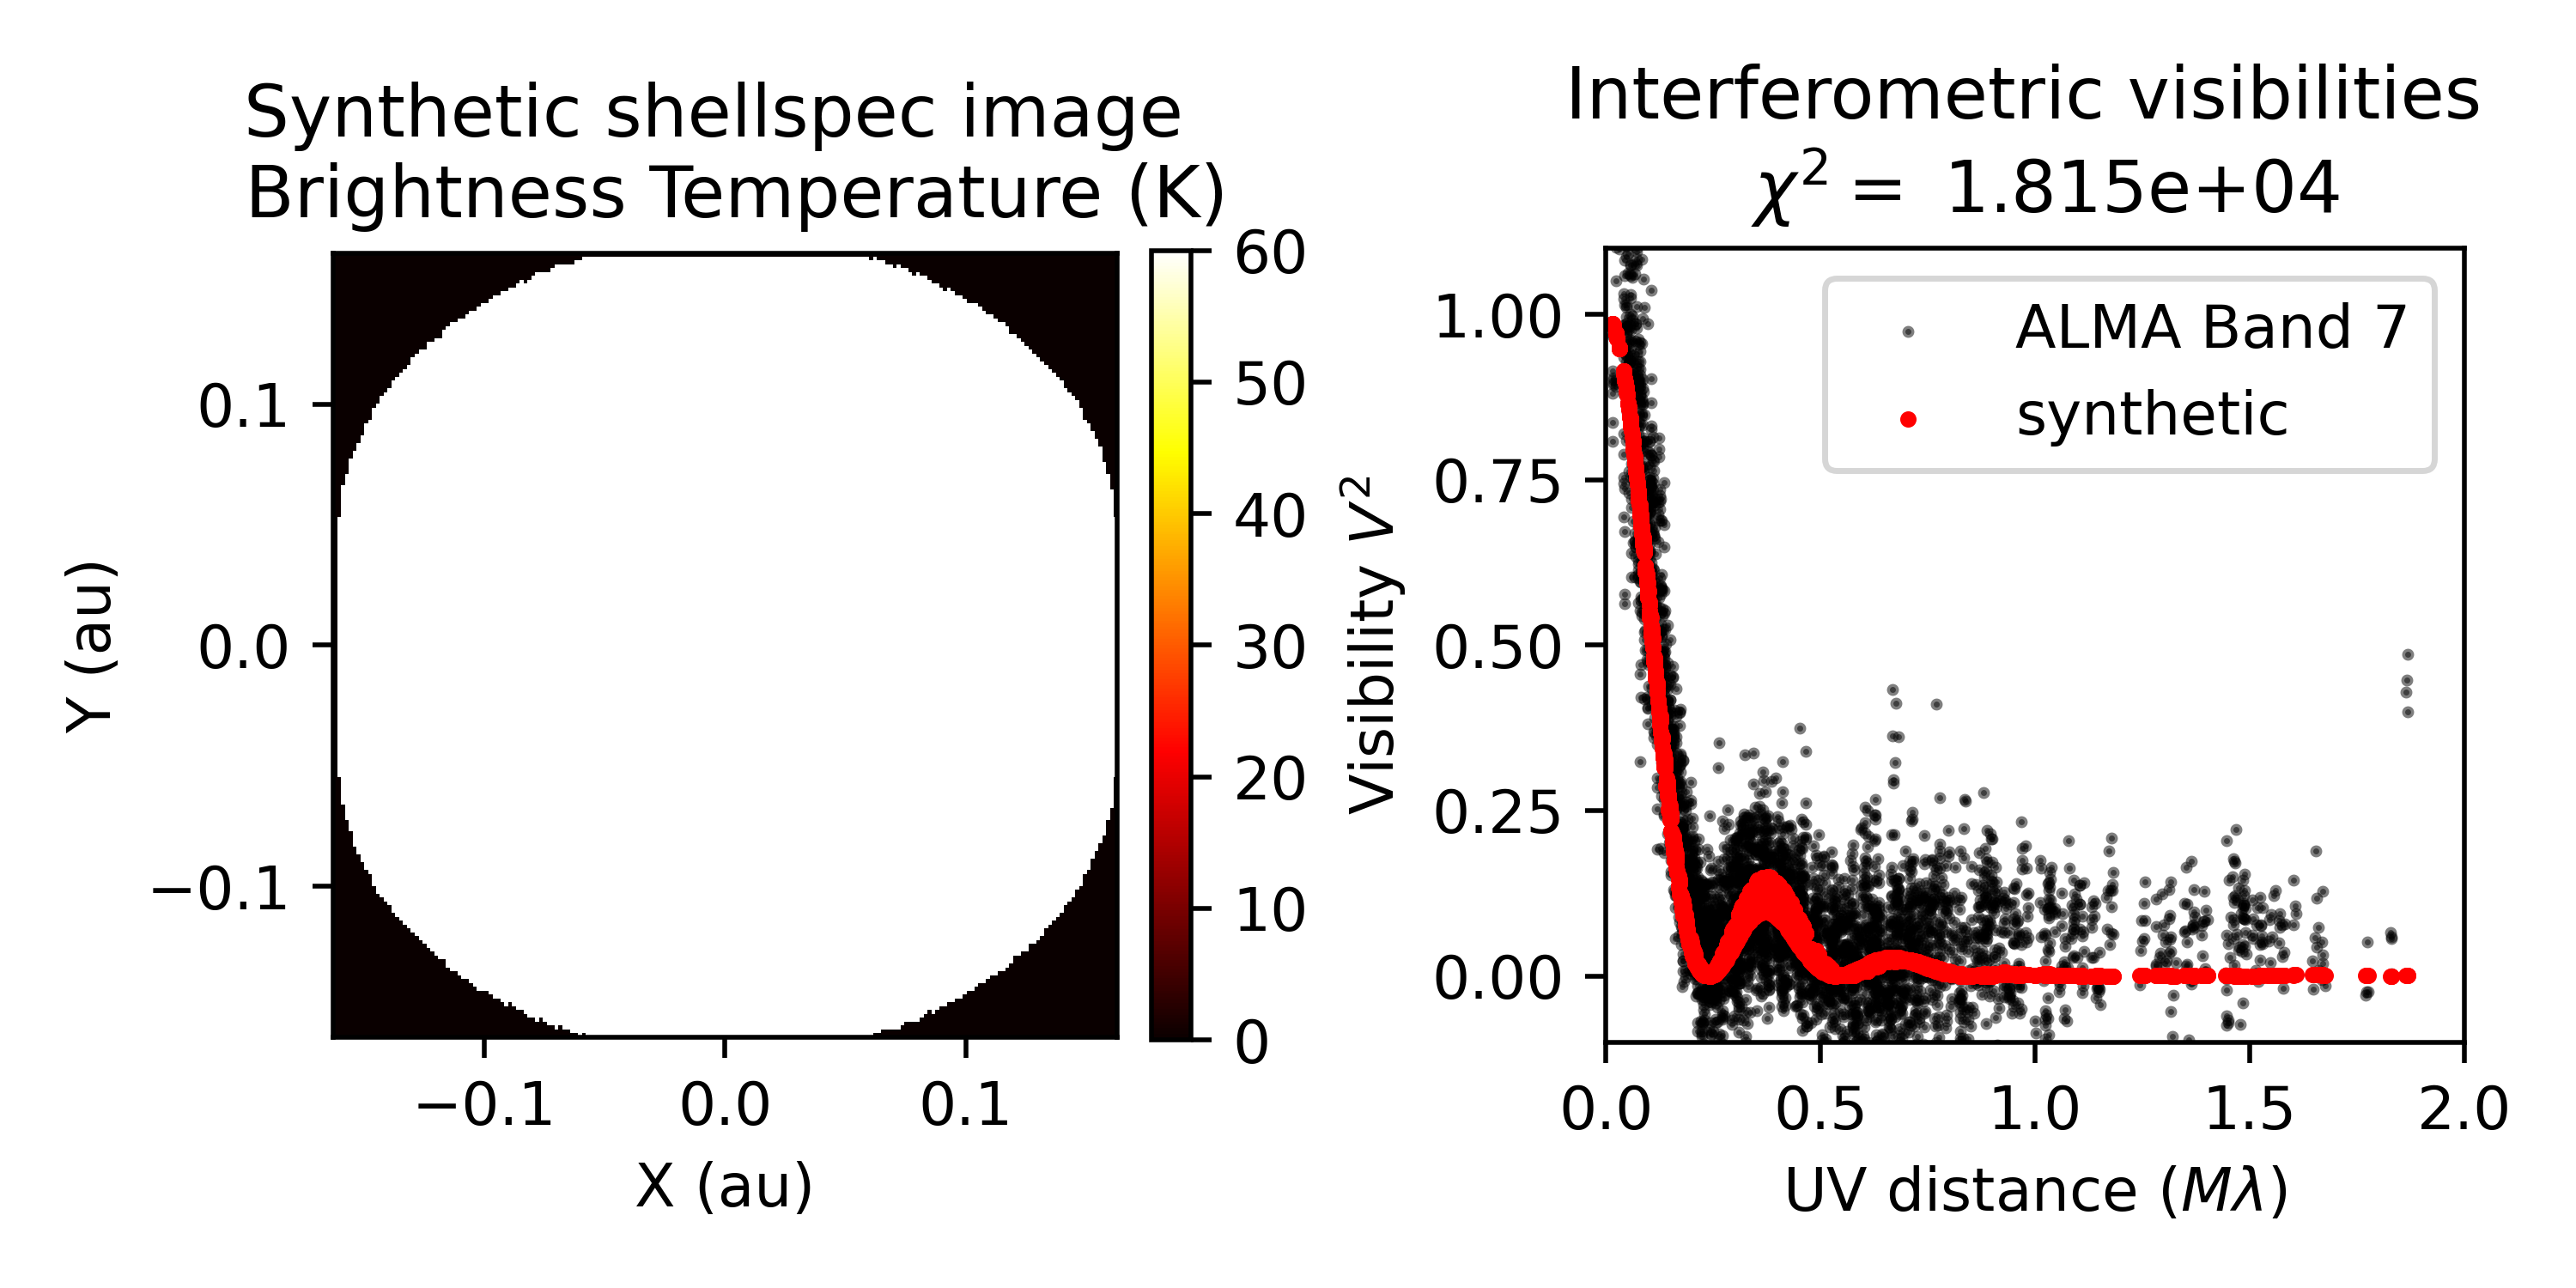 Synthetic shellspec image
Brightness Temperature (K)
Y (au)
0.1
0.0
−0.1
−0.1 0.0 0.1
X (au)
60
50
40
30
20
10
0
Interferometric visibilities
χ² = 1.815e+04
Visibility V²
1.00
0.75
0.50
0.25
0.00
ALMA Band 7
synthetic
0.0 0.5 1.0 1.5 2.0
UV distance (Mλ)